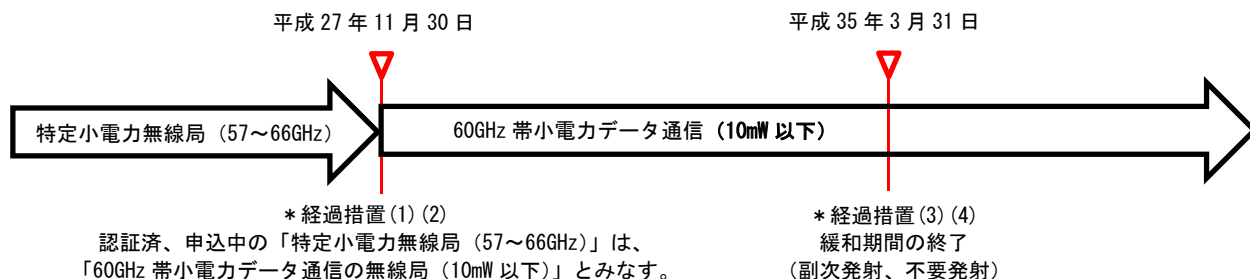 平成 27 年 11 月 30 日
平成 35 年 3 月 31 日
特定小電力無線局（57～66GHz）
60GHz 帯小電力データ通信（10mW 以下）
＊経過措置(1)(2)
認証済、申込中の「特定小電力無線局（57～66GHz）」は、
「60GHz 帯小電力データ通信の無線局（10mW 以下）」とみなす。
＊経過措置(3)(4)
緩和期間の終了
（副次発射、不要発射）